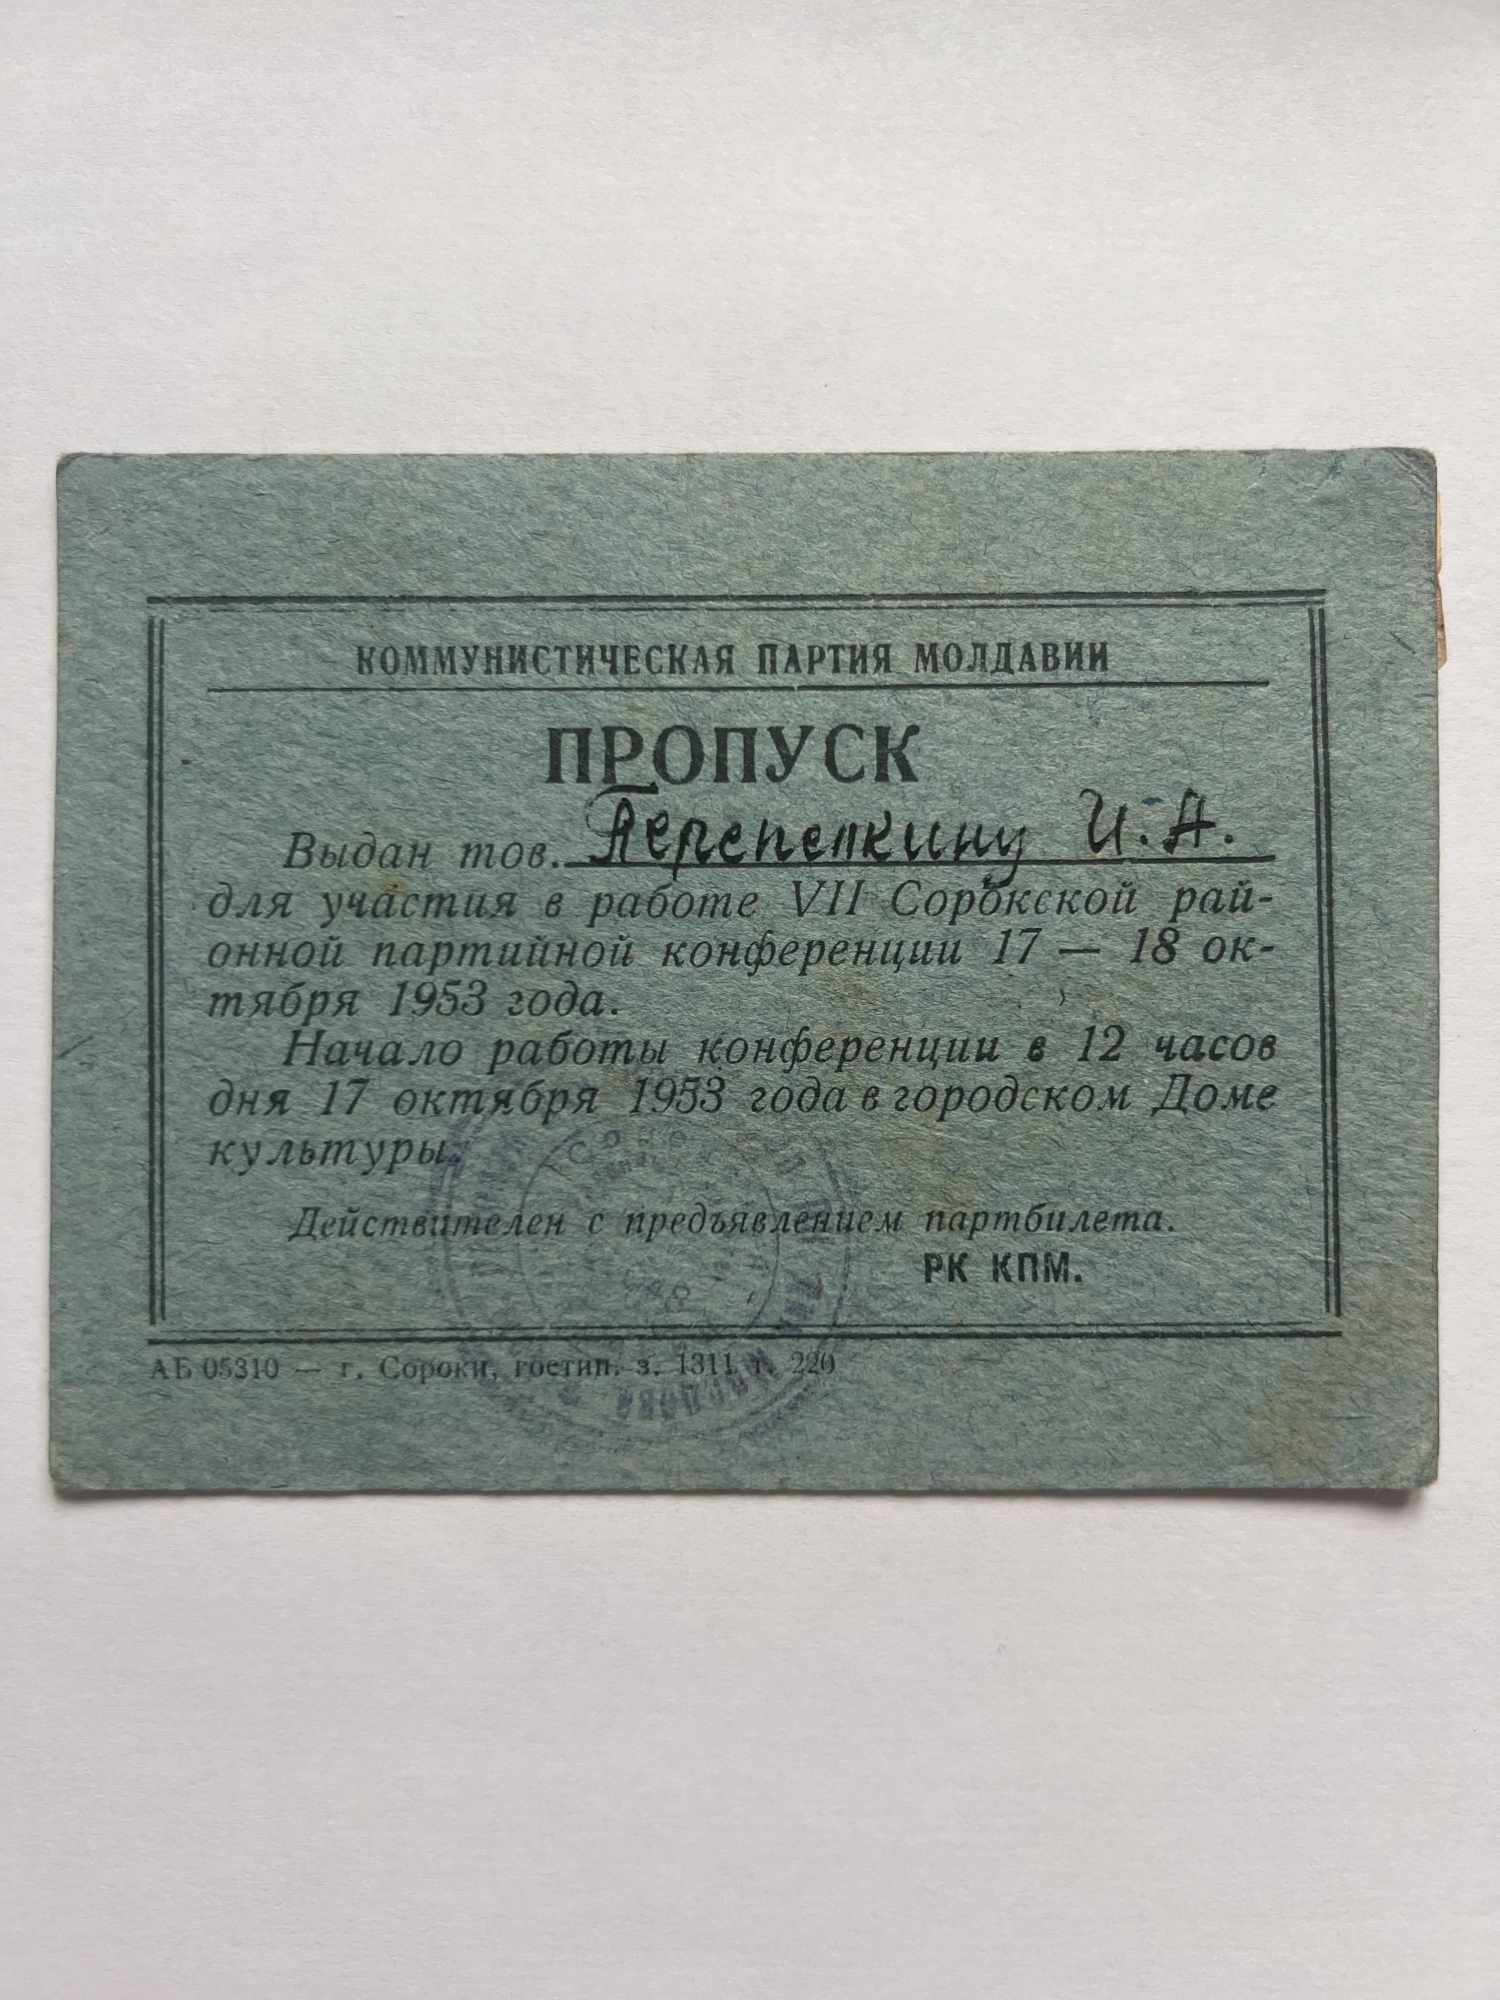 КОММУНИСТИЧЕСКАЯ ПАРТИЯ МОЛДАВИИ
ПРОПУСК
Выдан тов. Перепелкину И. А.
для участия в работе VII Сорокской рай-
онной партийной конференции 17 — 18 ок-
тября 1953 года.
Начало работы конференции в 12 часов
дня 17 октября 1953 года в городском Доме
культуры.
Действителен с предъявлением партбилета.
РК КПМ.
АБ 05310 — г. Сороки, гостип. з. 1311 т. 220